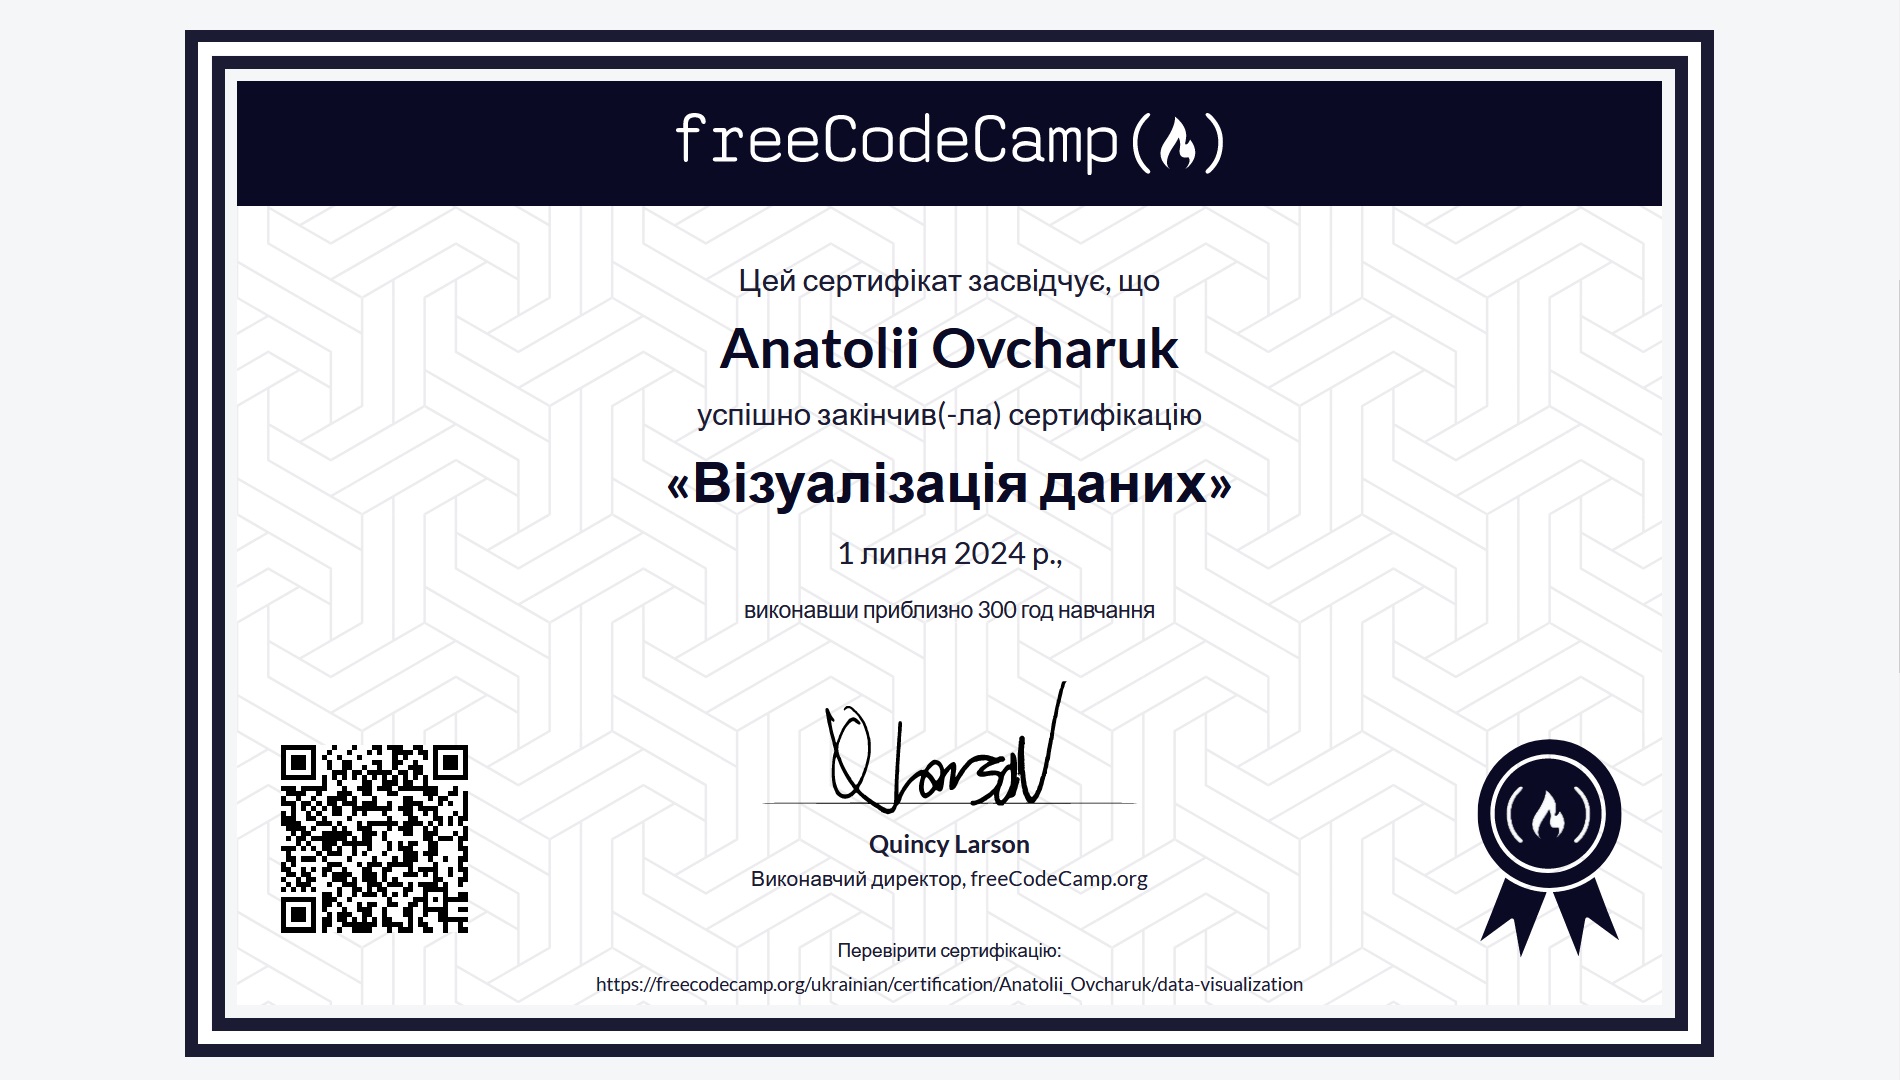 freeCodeCamp
Цей сертифікат засвідчує, що
Anatolii Ovcharuk
успішно закінчив(-ла) сертифікацію
«Візуалізація даних»
1 липня 2024 р.,
виконавши приблизно 300 год навчання
Quincy Larson
Виконавчий директор, freeCodeCamp.org
Перевірити сертифікацію:
https://freecodecamp.org/ukrainian/certification/Anatolii_Ovcharuk/data-visualization